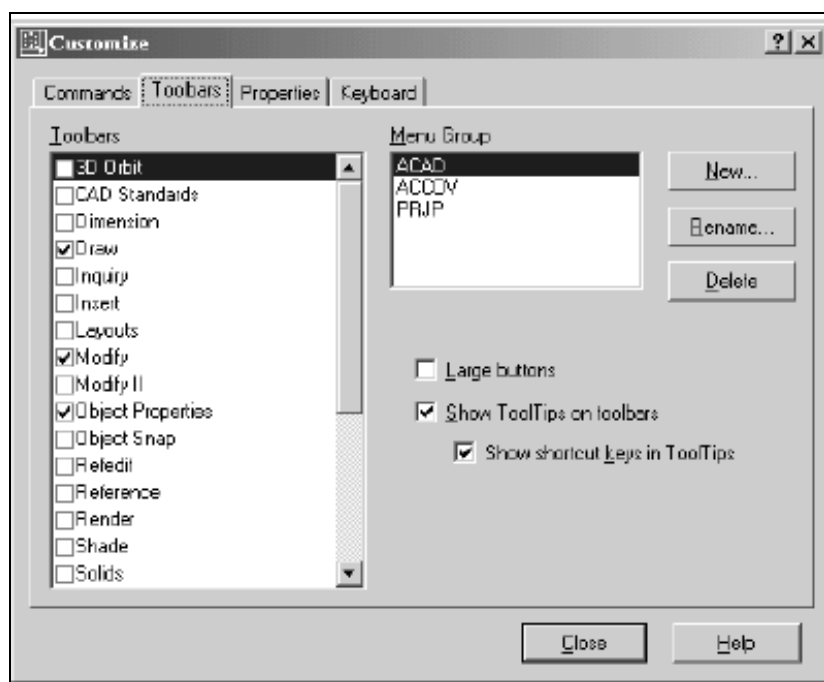 Customize
Commands Toolbars Properties Keyboard
Toolbars
3D Orbit
CAD Standards
Dimension
Draw
Inquiry
Insert
Layouts
Modify
Modify II
Object Properties
Object Snap
Refedit
Reference
Render
Shade
Solids
Menu Group
ACAD
PRJP
New...
Rename...
Delete
Large buttons
Show ToolTips on toolbars
Show shortcut keys in ToolTips
Close
Help